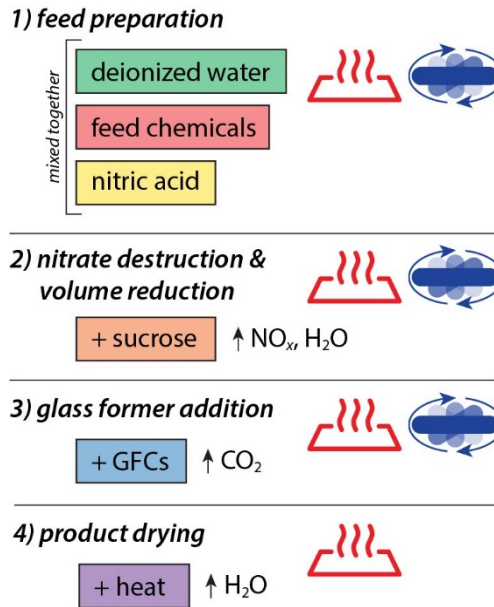 1) feed preparation
mixed together
deionized water
feed chemicals
nitric acid
2) nitrate destruction &
volume reduction
+ sucrose ↑ NOₓ, H₂O
3) glass former addition
+ GFCs ↑ CO₂
4) product drying
+ heat ↑ H₂O